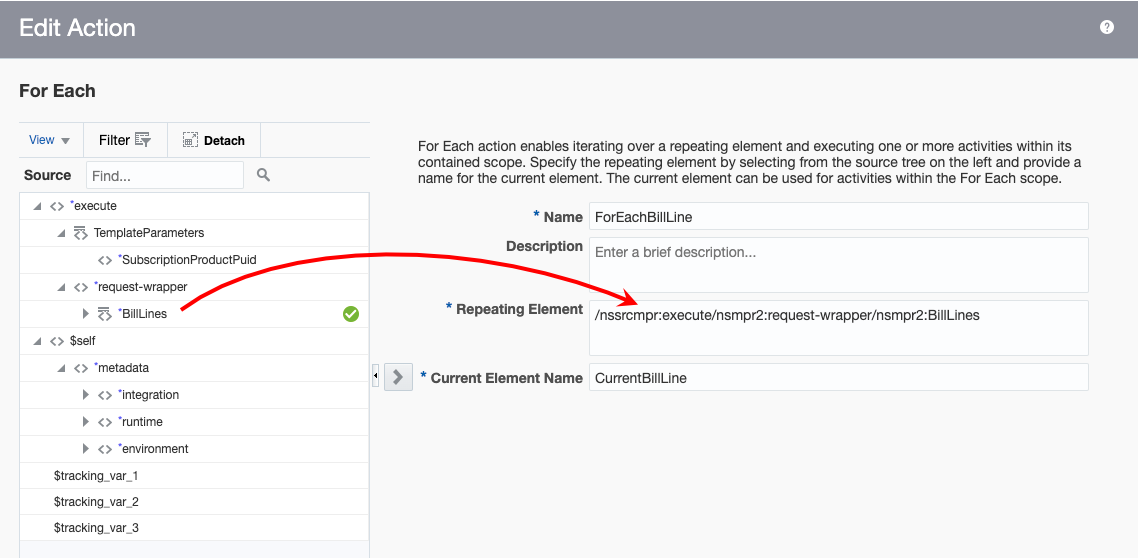 Edit Action
?
For Each
View
Filter
Detach
Source
Find...
*execute
TemplateParameters
*SubscriptionProductPuid
*request-wrapper
*BillLines
$self
*metadata
*integration
*runtime
*environment
$tracking_var_1
$tracking_var_2
$tracking_var_3
For Each action enables iterating over a repeating element and executing one or more activities within its
contained scope. Specify the repeating element by selecting from the source tree on the left and provide a
name for the current element. The current element can be used for activities within the For Each scope.
* Name ForEachBillLine
Description Enter a brief description...
* Repeating Element /nssrcmpr:execute/nsmpr2:request-wrapper/nsmpr2:BillLines
* Current Element Name CurrentBillLine